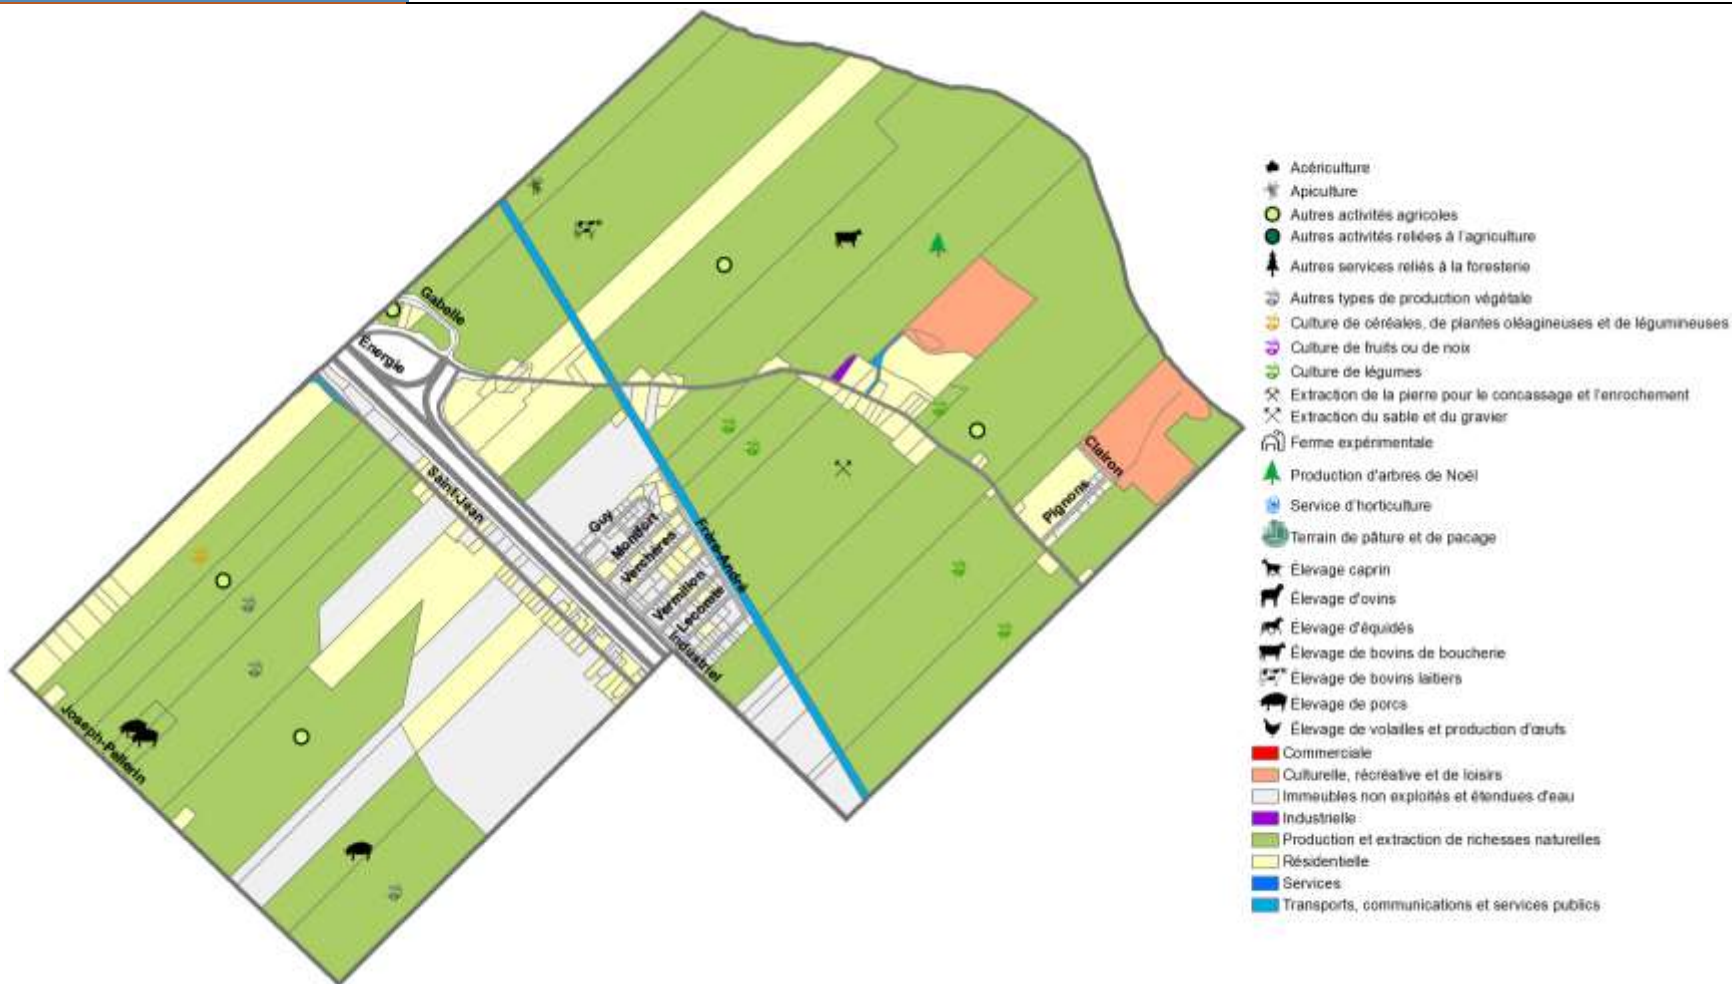 Gabelle
Énergie
Saint-Jean
Guy
Montfort
Verchères
Vermillon
Lecomte
Industriel
Frère-André
Clairon
Pignons
Joseph-Pellerin
Acériculture
Apiculture
Autres activités agricoles
Autres activités reliées à l'agriculture
Autres services reliés à la foresterie
Autres types de production végétale
Culture de céréales, de plantes oléagineuses et de légumineuses
Culture de fruits ou de noix
Culture de légumes
Extraction de la pierre pour le concassage et l'enrochement
Extraction du sable et du gravier
Ferme expérimentale
Production d'arbres de Noël
Service d'horticulture
Terrain de pâture et de pacage
Élevage caprin
Élevage d'ovins
Élevage d'équidés
Élevage de bovins de boucherie
Élevage de bovins laitiers
Élevage de porcs
Élevage de volailles et production d'œufs
Commerciale
Culturelle, récréative et de loisirs
Immeubles non exploités et étendues d'eau
Industrielle
Production et extraction de richesses naturelles
Résidentielle
Services
Transports, communications et services publics